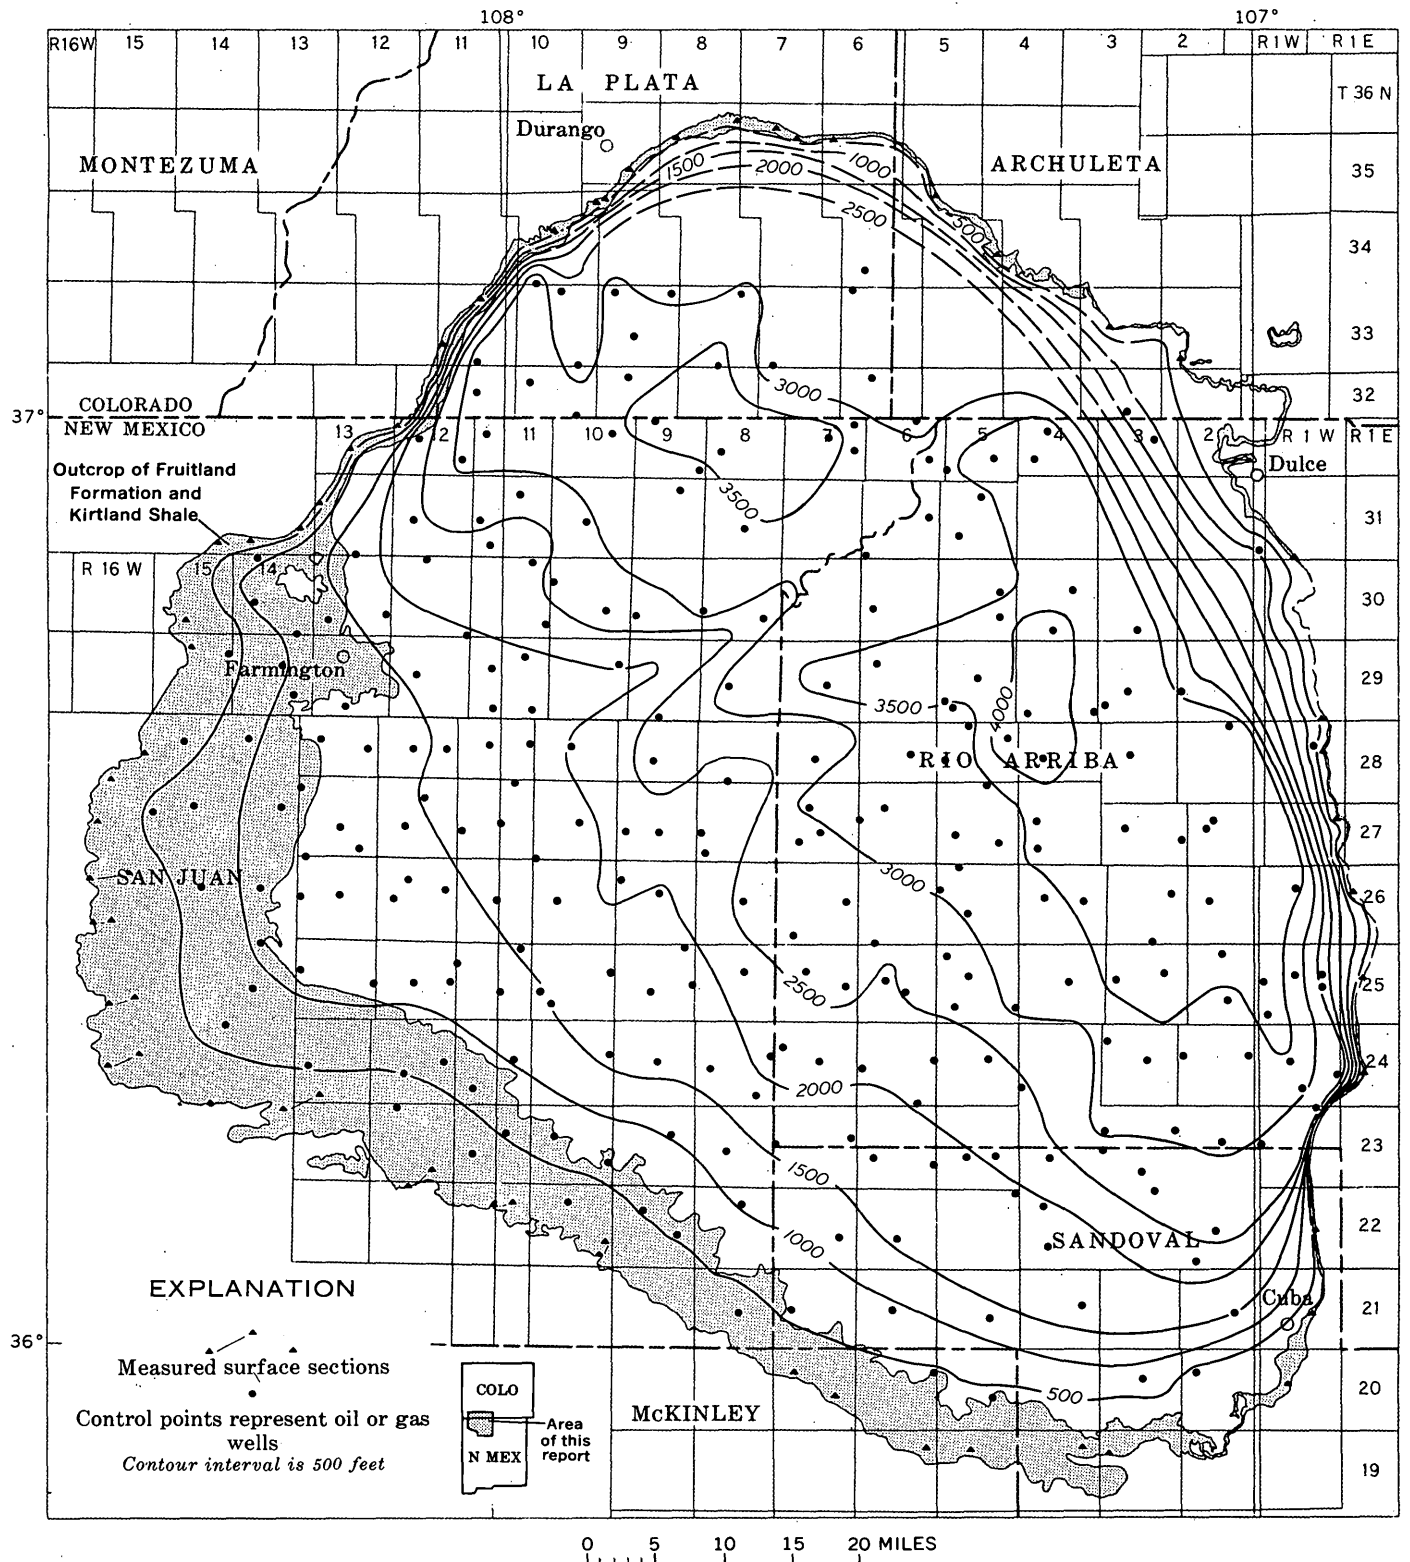 108° 107°
R16W 15 14 13 12 11 10 9 8 7 6 5 4 3 2 R1W R1E
LA PLATA
T 36 N
Durango
MONTEZUMA
1500 2000 1000
ARCHULETA
35
2500
500
34
33
3000
32
COLORADO
37°
NEW MEXICO
13 12 11 10 9 8 7 6 5 4 3 2 R1W R1E
Outcrop of Fruitland
Formation and
Kirtland Shale
Dulce
3500
31
R 16 W 15 14
30
Farmington
29
3500
4000
RIO ARRIBA
28
27
SAN JUAN
3000
26
2500
25
24
2000
23
1500
22
1000
SANDOVAL
EXPLANATION
Cuba
21
36°
Measured surface sections
COLO
20
500
Control points represent oil or gas
wells
McKINLEY
Area
of this
report
N MEX
Contour interval is 500 feet
19
0 5 10 15 20 MILES